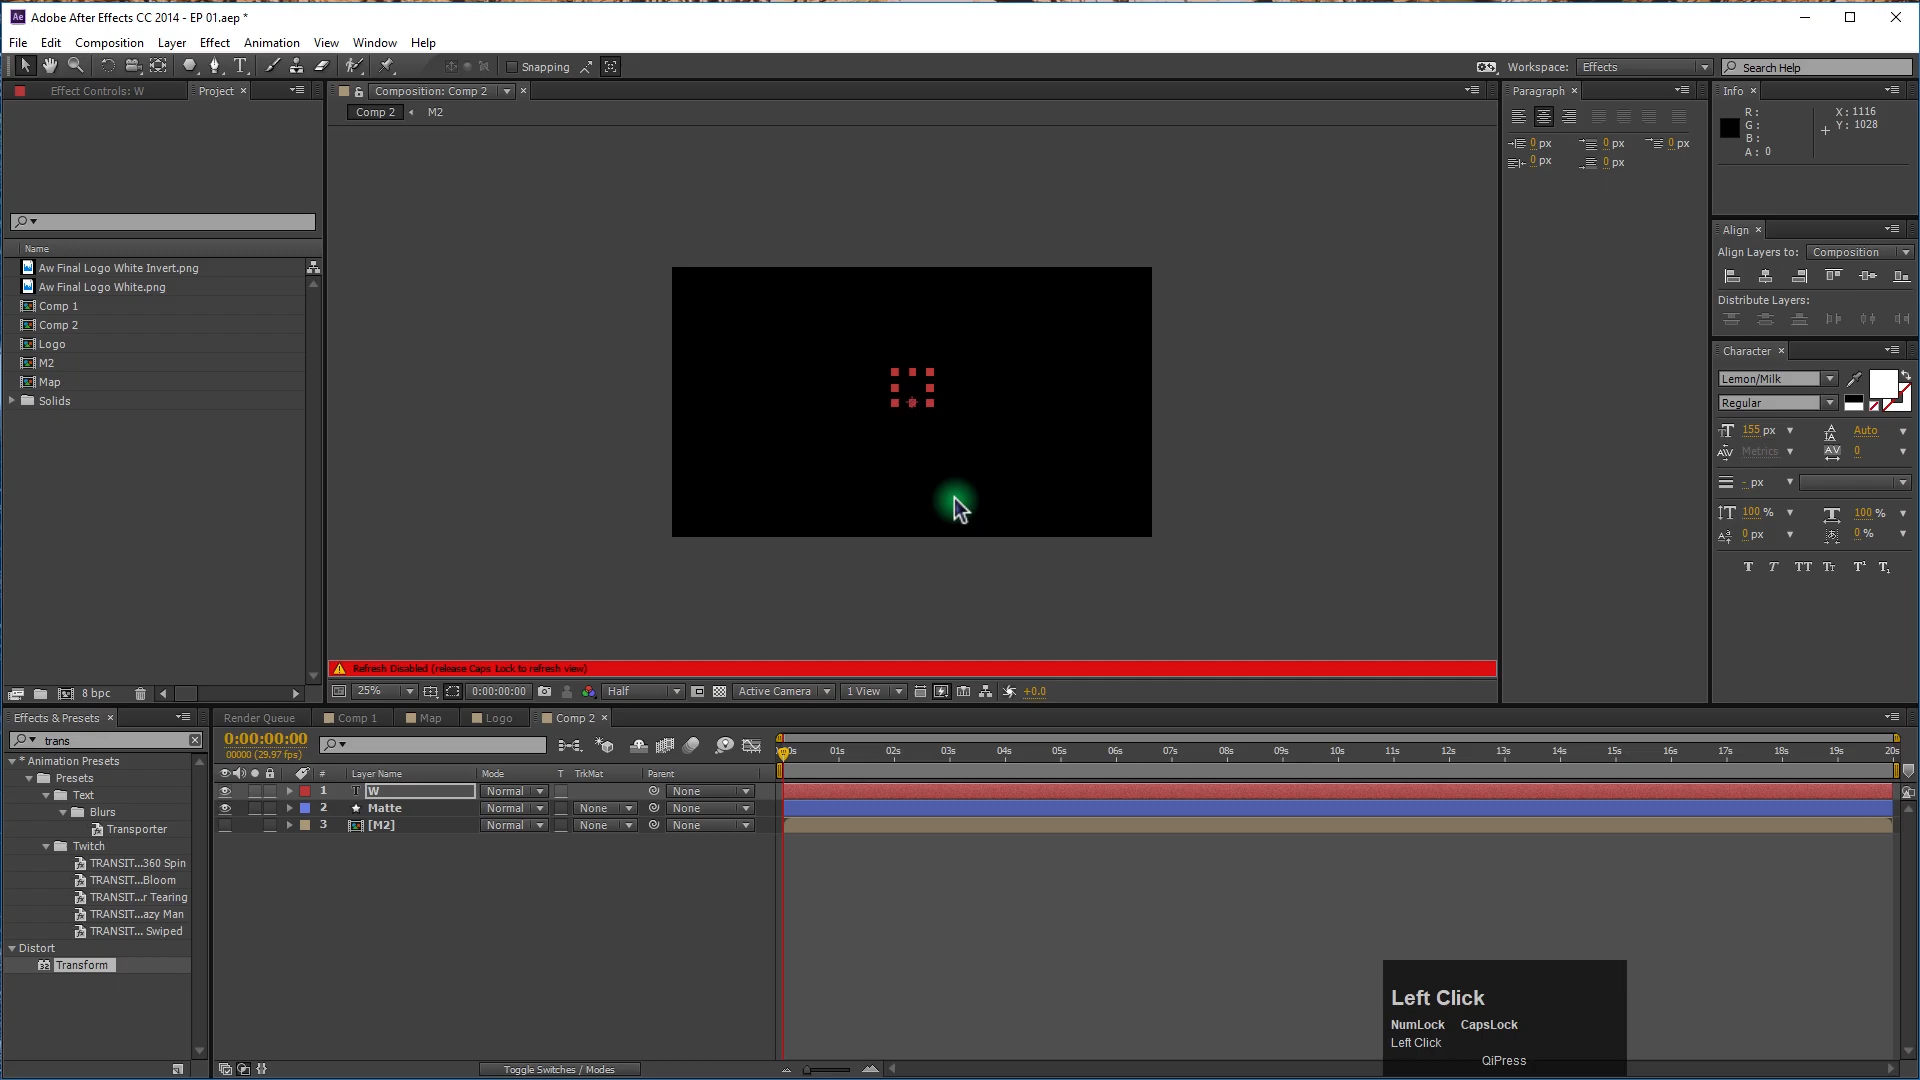 Adobe After Effects CC 2014 - EP 01.aep *
File Edit Composition Layer Effect Animation View Window Help
Snapping
Workspace: Effects
Search Help
Effect Controls: W
Project
Composition: Comp 2
Comp 2 M2
Paragraph
0 px 0 px 0 px
0 px 0 px
Info
R :
G :
B :
A : 0
X : 1116
Y : 1028
Align
Align Layers to: Composition
Distribute Layers:
Character
Lemon/Milk
Regular
155 px Auto
Metrics 0
- px
100 % 100 %
0 px 0 %
Name
Aw Final Logo White Invert.png
Aw Final Logo White.png
Comp 1
Comp 2
Logo
M2
Map
Solids
8 bpc
Refresh Disabled (release Caps Lock to refresh view)
25% 0:00:00:00 Half Active Camera 1 View +0.0
Effects & Presets
trans
* Animation Presets
Presets
Text
Blurs
Transporter
Twitch
TRANSIT...360 Spin
TRANSIT...Bloom
TRANSIT...r Tearing
TRANSIT...azy Man
TRANSIT... Swiped
Distort
Transform
Render Queue Comp 1 Map Logo Comp 2
0:00:00:00
00000 (29.97 fps)
01s 02s 03s 04s 05s 06s 07s 08s 09s 10s 11s 12s 13s 14s 15s 16s 17s 18s 19s 20s
# Layer Name Mode T TrkMat Parent
1 T W Normal None
2 Matte Normal None None
3 [M2] Normal None None
Toggle Switches / Modes
Left Click
NumLock CapsLock
Left Click
QiPress